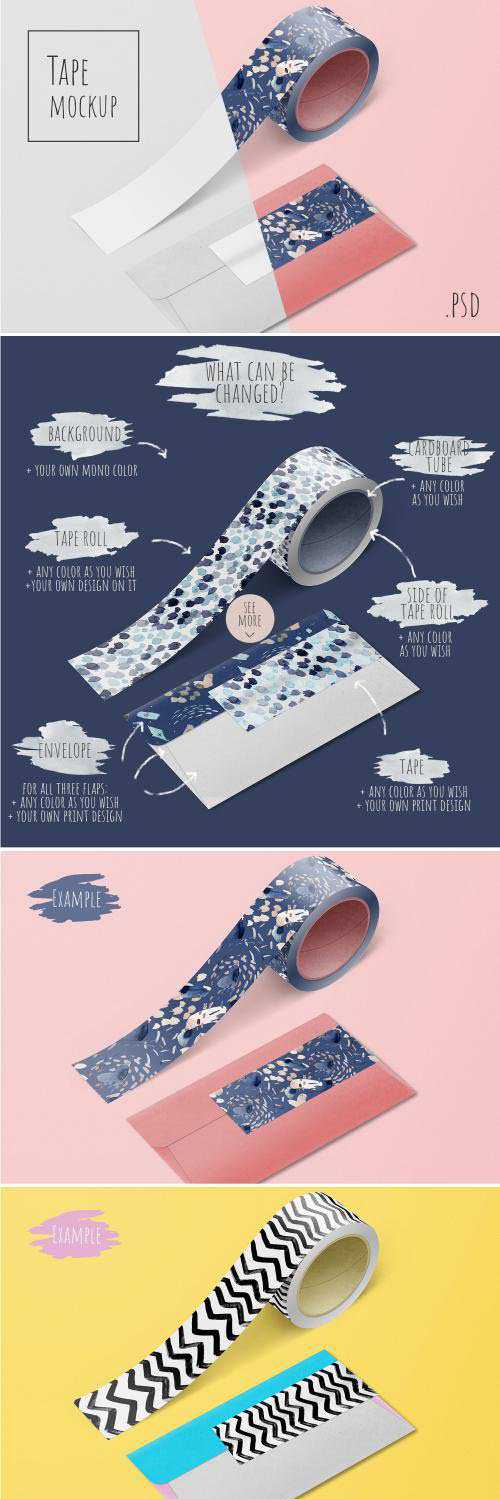 TAPE
MOCKUP
.PSD
WHAT CAN BE
CHANGED?
BACKGROUND
+ YOUR OWN MONO COLOR
CARDBOARD
TUBE
+ ANY COLOR
AS YOU WISH
TAPE ROLL
+ ANY COLOR AS YOU WISH
+YOUR OWN DESIGN ON IT
SIDE OF
TAPE ROLL
+ ANY COLOR
AS YOU WISH
SEE
MORE
ENVELOPE
FOR ALL THREE FLAPS:
+ ANY COLOR AS YOU WISH
+ YOUR OWN PRINT DESIGN
TAPE
+ ANY COLOR AS YOU WISH
+ YOUR OWN PRINT DESIGN
EXAMPLE
EXAMPLE